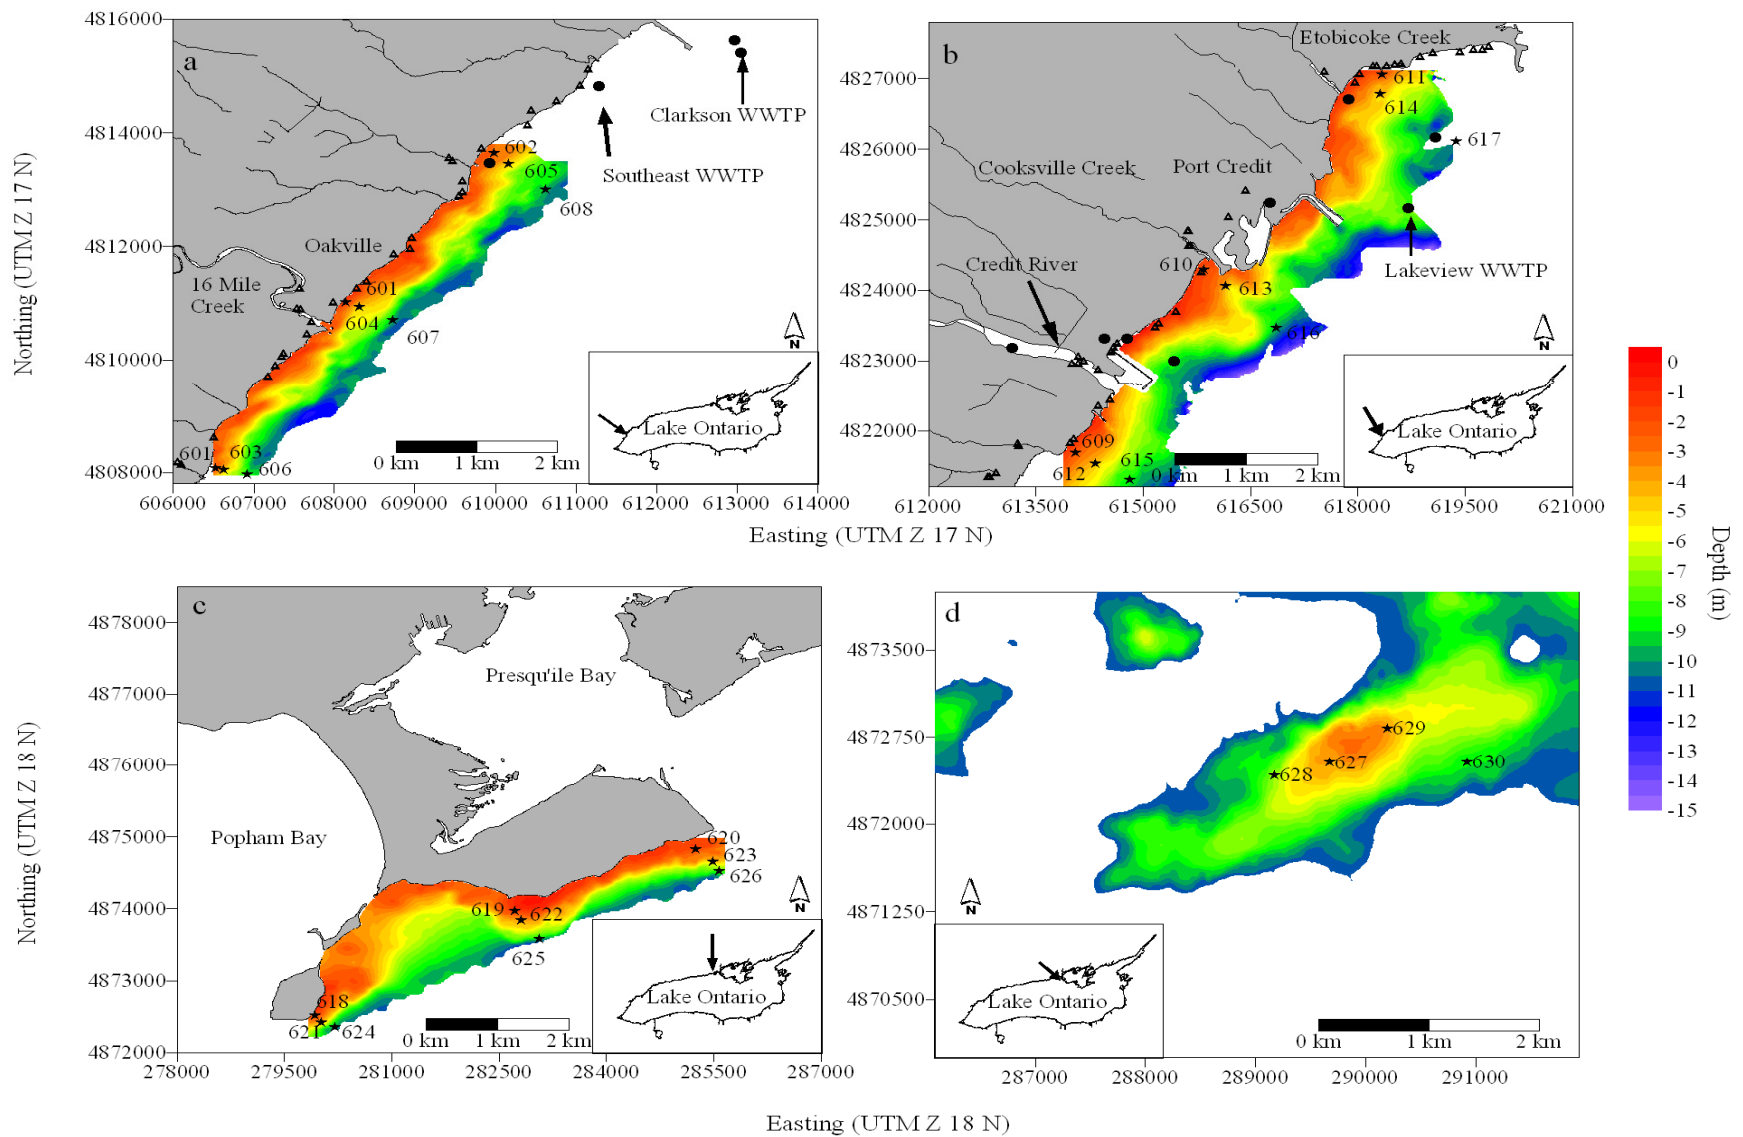 4816000
4814000
4812000
4810000
4808000
606000
607000
608000
609000
610000
611000
612000
613000
614000
Northing (UTM Z 17 N)
a
Clarkson WWTP
Southeast WWTP
602
605
608
Oakville
16 Mile
Creek
601
604
607
601
603
606
0 km
1 km
2 km
N
Lake Ontario
b
4827000
4826000
4825000
4824000
4823000
4822000
612000
613500
615000
616500
618000
619500
621000
Etobicoke Creek
611
614
617
Cooksville Creek
Port Credit
Credit River
610
613
616
Lakeview WWTP
609
612
615
0 km
1 km
2 km
N
Lake Ontario
Easting (UTM Z 17 N)
0
-1
-2
-3
-4
-5
-6
-7
-8
-9
-10
-11
-12
-13
-14
-15
Depth (m)
c
4878000
4877000
4876000
4875000
4874000
4873000
4872000
278000
279500
281000
282500
284000
285500
287000
Northing (UTM Z 18 N)
Presqu'ile Bay
Popham Bay
620
623
626
619
622
625
618
621
624
0 km
1 km
2 km
N
Lake Ontario
d
4873500
4872750
4872000
4871250
4870500
287000
288000
289000
290000
291000
629
627
628
630
N
Lake Ontario
0 km
1 km
2 km
Easting (UTM Z 18 N)